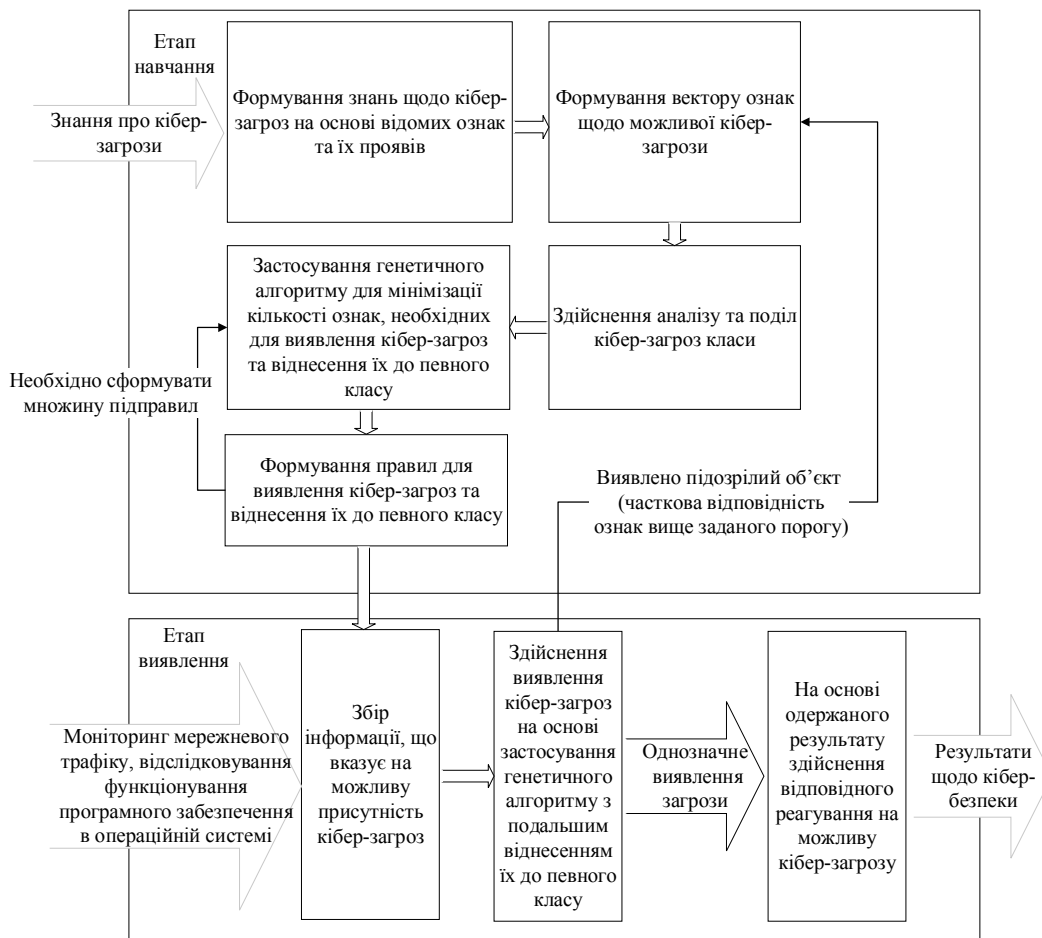 Етап
навчання
Знання про кібер-
загрози
Формування знань щодо кібер-
загроз на основі відомих ознак
та їх проявів
Формування вектору ознак
щодо можливої кібер-
загрози
Застосування генетичного
алгоритму для мінімізації
кількості ознак, необхідних
для виявлення кібер-загроз
та віднесення їх до певного
класу
Здійснення аналізу та поділ
кібер-загроз класи
Необхідно сформувати
множину підправил
Формування правил для
виявлення кібер-загроз та
віднесення їх до певного класу
Виявлено підозрілий об’єкт
(часткова відповідність
ознак вище заданого порогу)
Етап
виявлення
Моніторинг мережневого
трафіку, відслідковування
функціонування
програмного забезпечення
в операційній системі
Збір
інформації, що
вказує на
можливу
присутність
кібер-загроз
Здійснення
виявлення
кібер-загроз
на основі
застосування
генетичного
алгоритму з
подальшим
віднесенням
їх до певного
класу
Однозначне
виявлення
загрози
На основі
одержаного
результату
здійснення
відповідного
реагування на
можливу
кібер-загрозу
Результати
щодо кібер-
безпеки